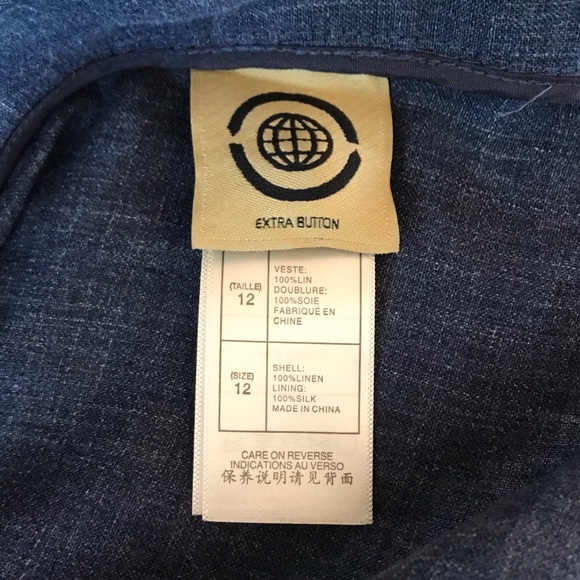 EXTRA BUTTON
(TAILLE)
12
VESTE:
100%LIN
DOUBLURE:
100%SOIE
FABRIQUÉ EN
CHINE
(SIZE)
12
SHELL:
100%LINEN
LINING:
100%SILK
MADE IN CHINA
CARE ON REVERSE
INDICATIONS AU VERSO
保养说明请见背面